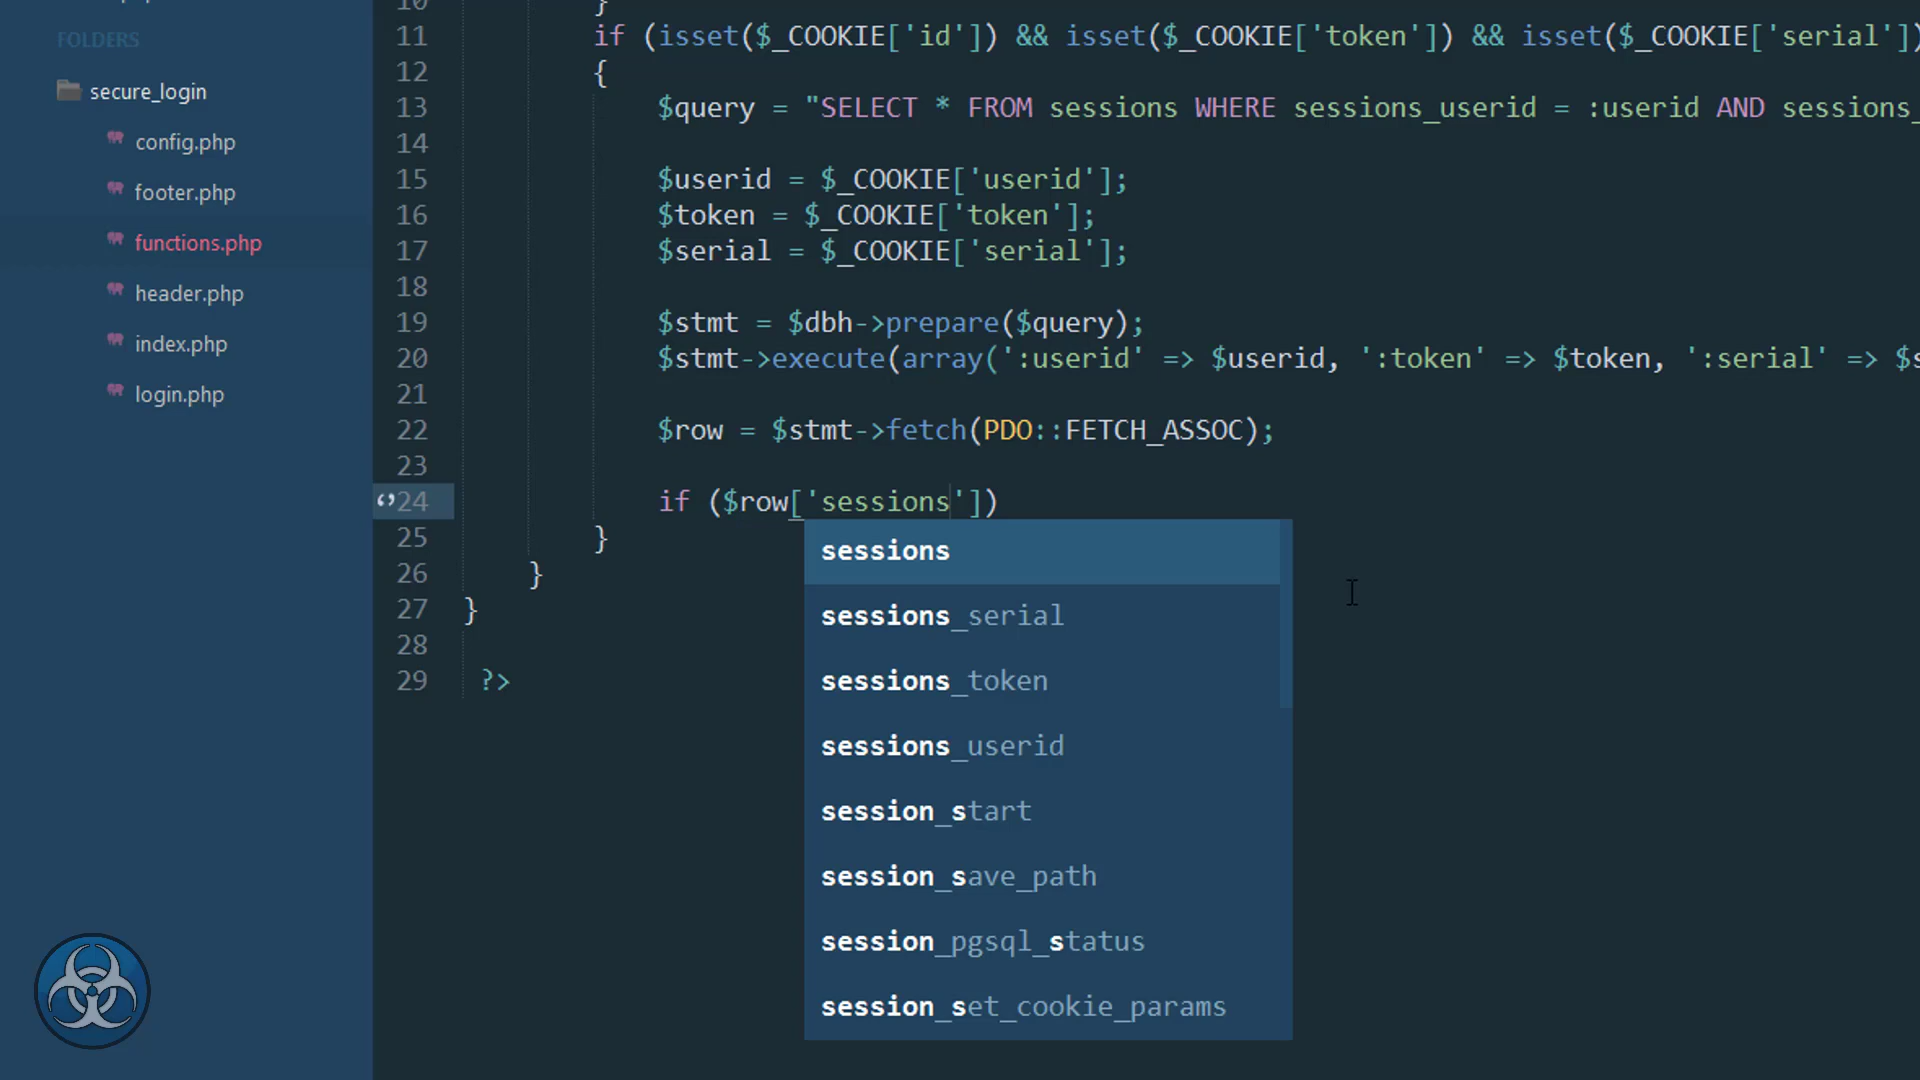 FOLDERS
secure_login
config.php
footer.php
functions.php
header.php
index.php
login.php
10 }
11 if (isset($_COOKIE['id']) && isset($_COOKIE['token']) && isset($_COOKIE['serial'])
12 {
13 $query = "SELECT * FROM sessions WHERE sessions_userid = :userid AND sessions_
14
15 $userid = $_COOKIE['userid'];
16 $token = $_COOKIE['token'];
17 $serial = $_COOKIE['serial'];
18
19 $stmt = $dbh->prepare($query);
20 $stmt->execute(array(':userid' => $userid, ':token' => $token, ':serial' => $s
21
22 $row = $stmt->fetch(PDO::FETCH_ASSOC);
23
24 if ($row['sessions'])
25 }
26 }
27 }
28
29 ?>
sessions
sessions_serial
sessions_token
sessions_userid
session_start
session_save_path
session_pgsql_status
session_set_cookie_params